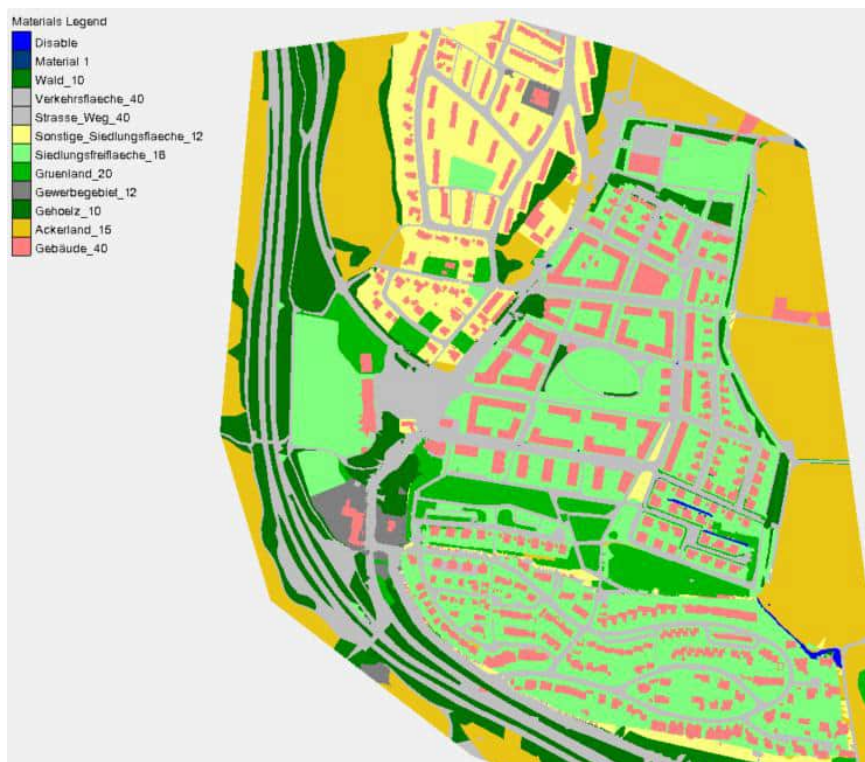 Materials Legend
Disable
Material 1
Wald_10
Verkehrsflaeche_40
Strasse_Weg_40
Sonstige_Siedlungsflaeche_12
Siedlungsfreiflaeche_16
Gruenland_20
Gewerbegebiet_12
Gehoelz_10
Ackerland_15
Gebäude_40